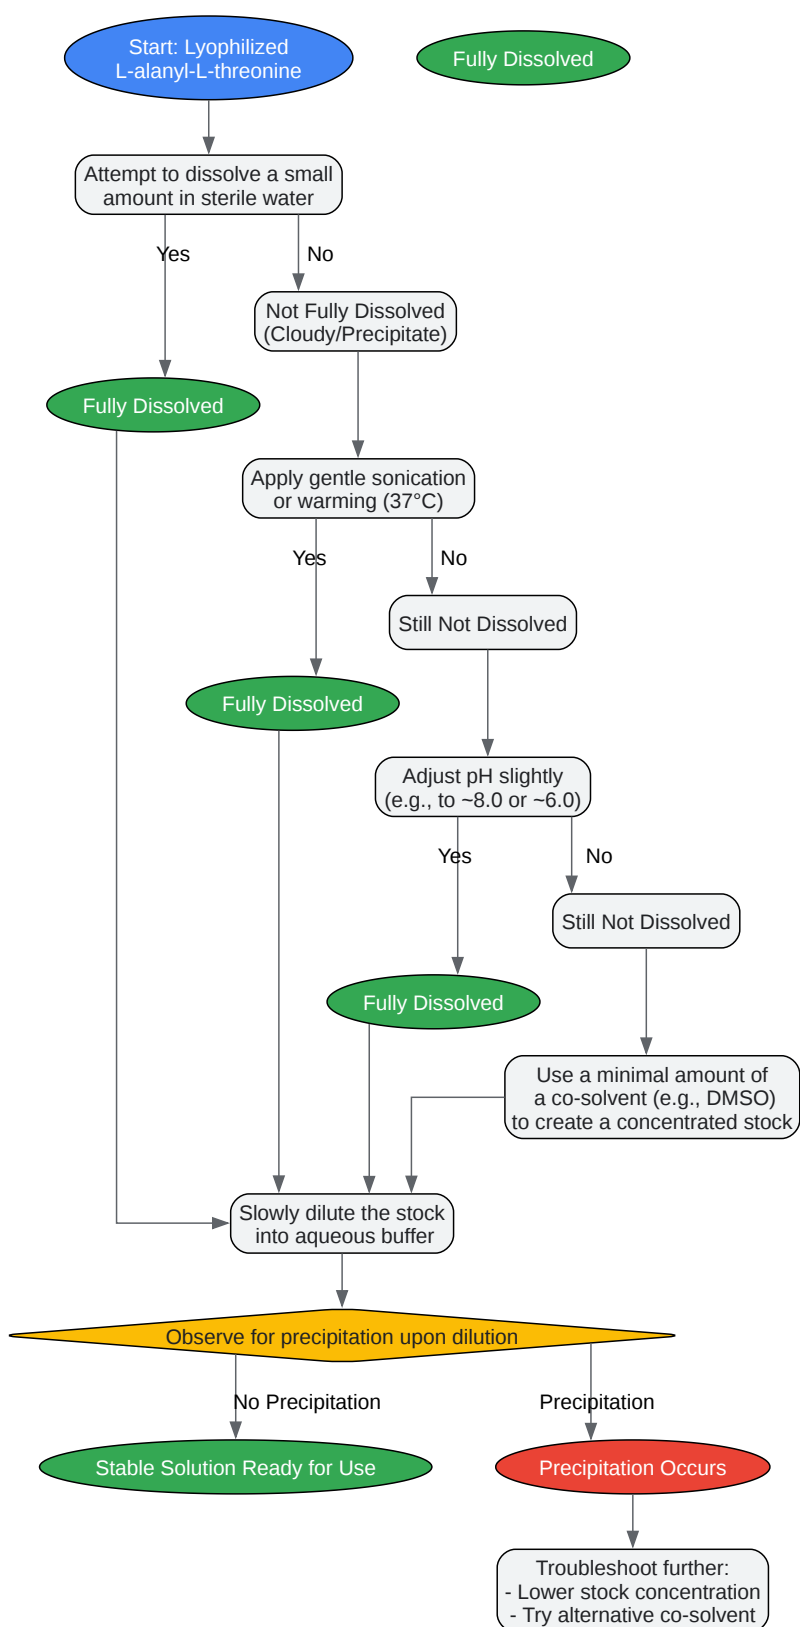 Start: Lyophilized
L-alanyl-L-threonine
Fully Dissolved
Attempt to dissolve a small
amount in sterile water
Yes
No
Not Fully Dissolved
(Cloudy/Precipitate)
Fully Dissolved
Apply gentle sonication
or warming (37°C)
Yes
No
Still Not Dissolved
Fully Dissolved
Adjust pH slightly
(e.g., to ~8.0 or ~6.0)
Yes
No
Still Not Dissolved
Fully Dissolved
Use a minimal amount of
a co-solvent (e.g., DMSO)
to create a concentrated stock
Slowly dilute the stock
into aqueous buffer
Observe for precipitation upon dilution
No Precipitation
Precipitation
Stable Solution Ready for Use
Precipitation Occurs
Troubleshoot further:
- Lower stock concentration
- Try alternative co-solvent